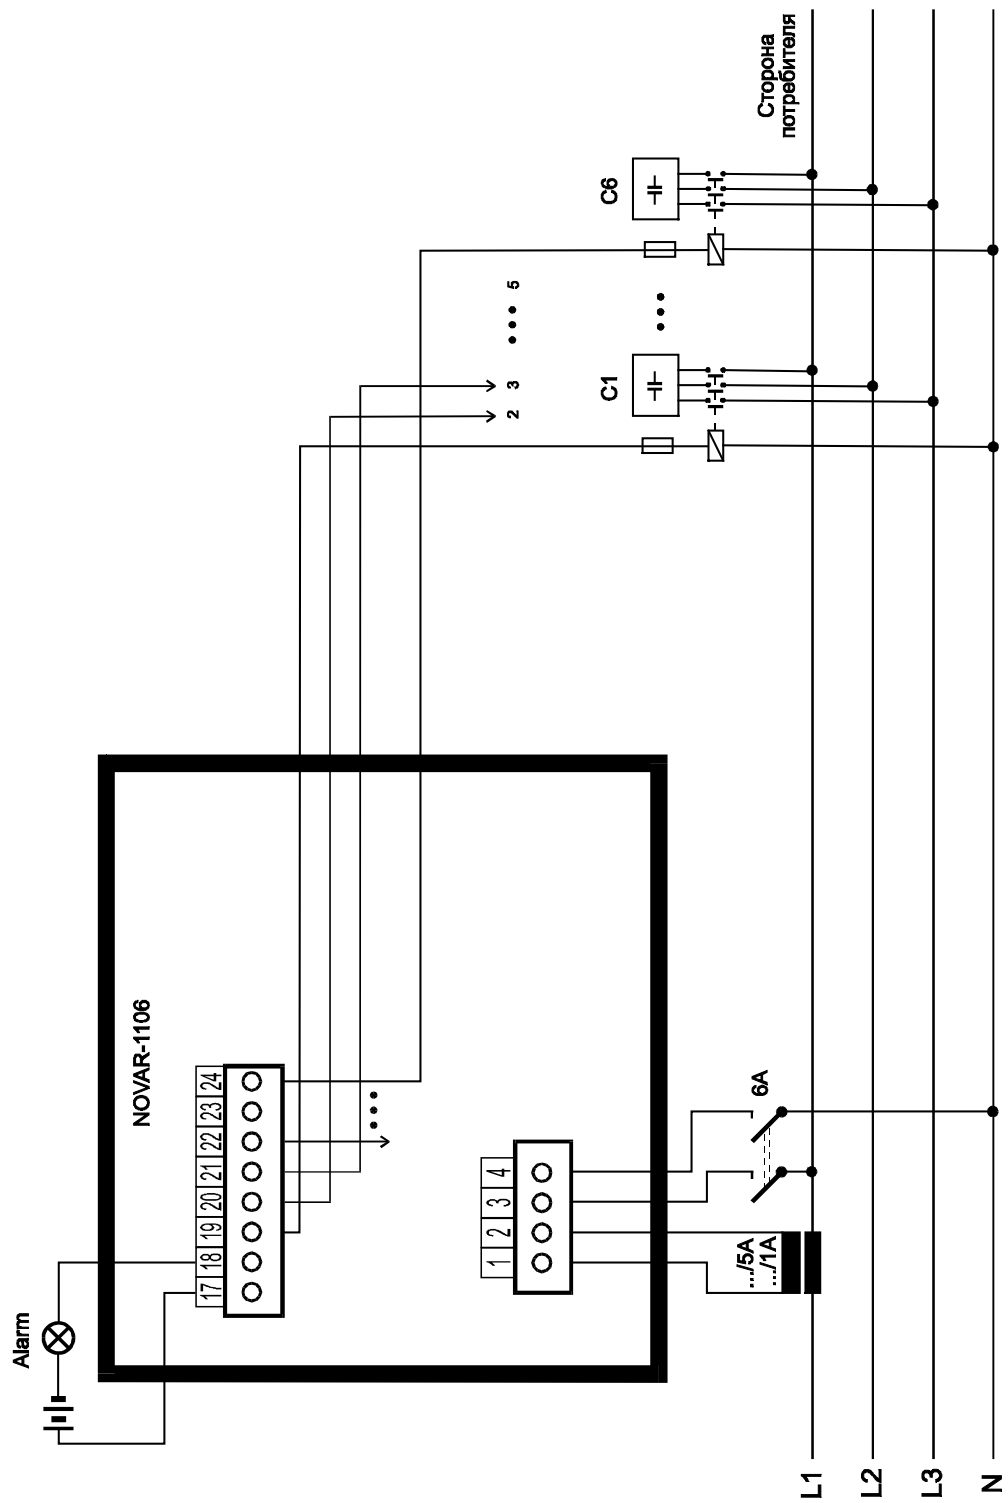 Alarm
NOVAR-1106
17 18 19 20 21 22 23 24
1 2 3 4
.../5A
.../1A
6A
2 3 5
C1
C6
Сторона
потребителя
L1
L2
L3
N